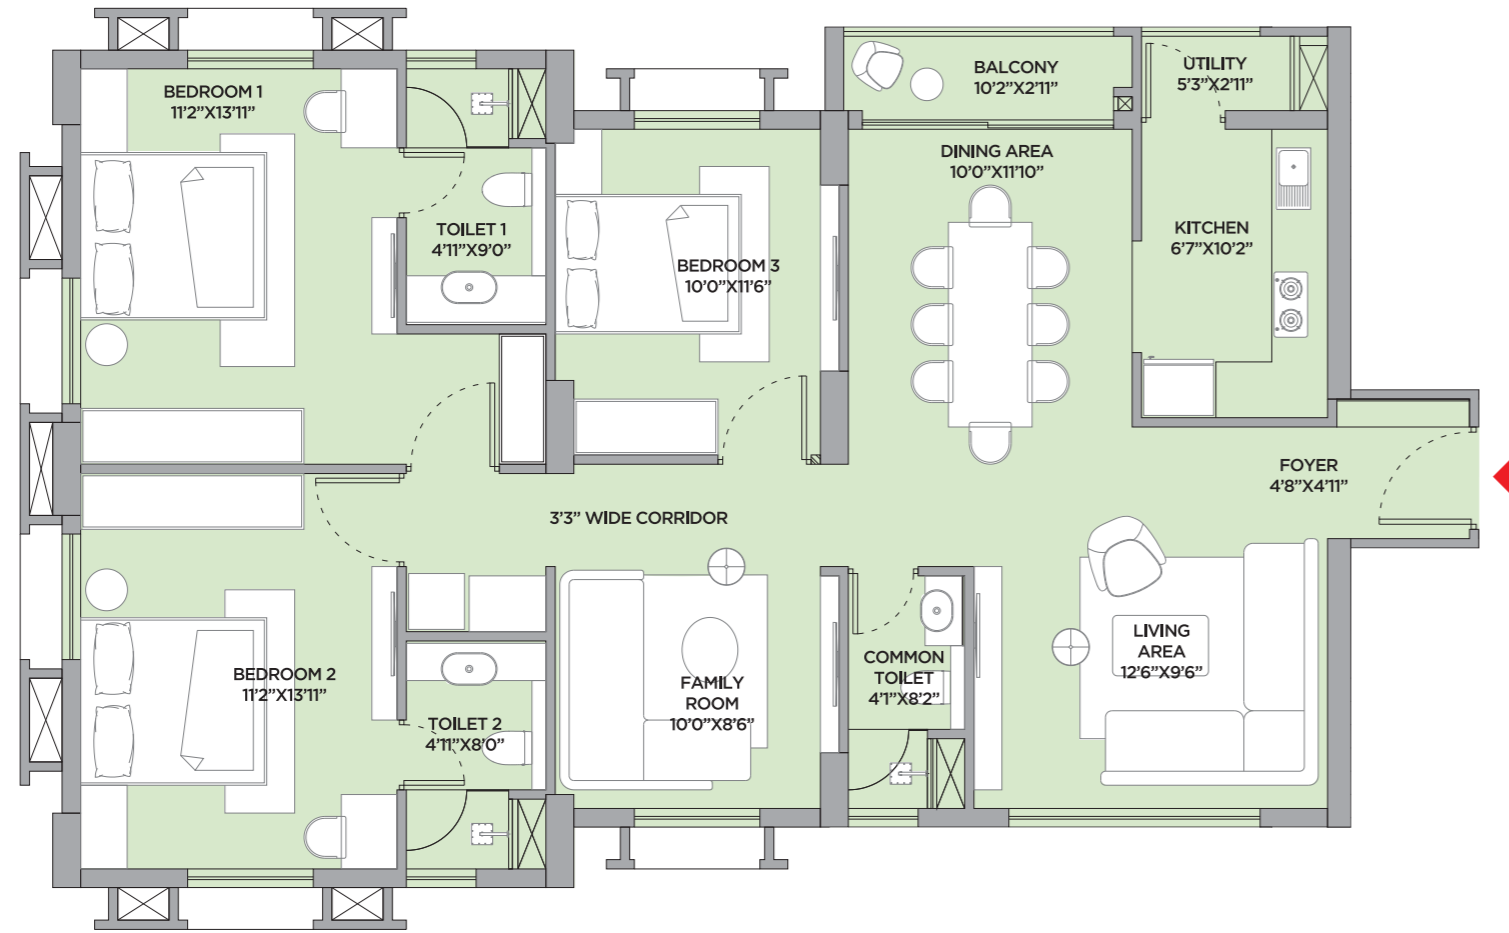 BEDROOM 1
11'2”X13'11”
BALCONY
10'2”X2'11”
UTILITY
5'3”X2'11”
DINING AREA
10'0”X11'10”
TOILET 1
4'11”X9'0”
KITCHEN
6'7”X10'2”
BEDROOM 3
10'0”X11'6”
FOYER
4'8”X4'11”
3'3” WIDE CORRIDOR
BEDROOM 2
11'2”X13'11”
TOILET 2
4'11”X8'0”
FAMILY
ROOM
10'0”X8'6”
COMMON
TOILET
4'1”X8'2”
LIVING
AREA
12'6”X9'6”